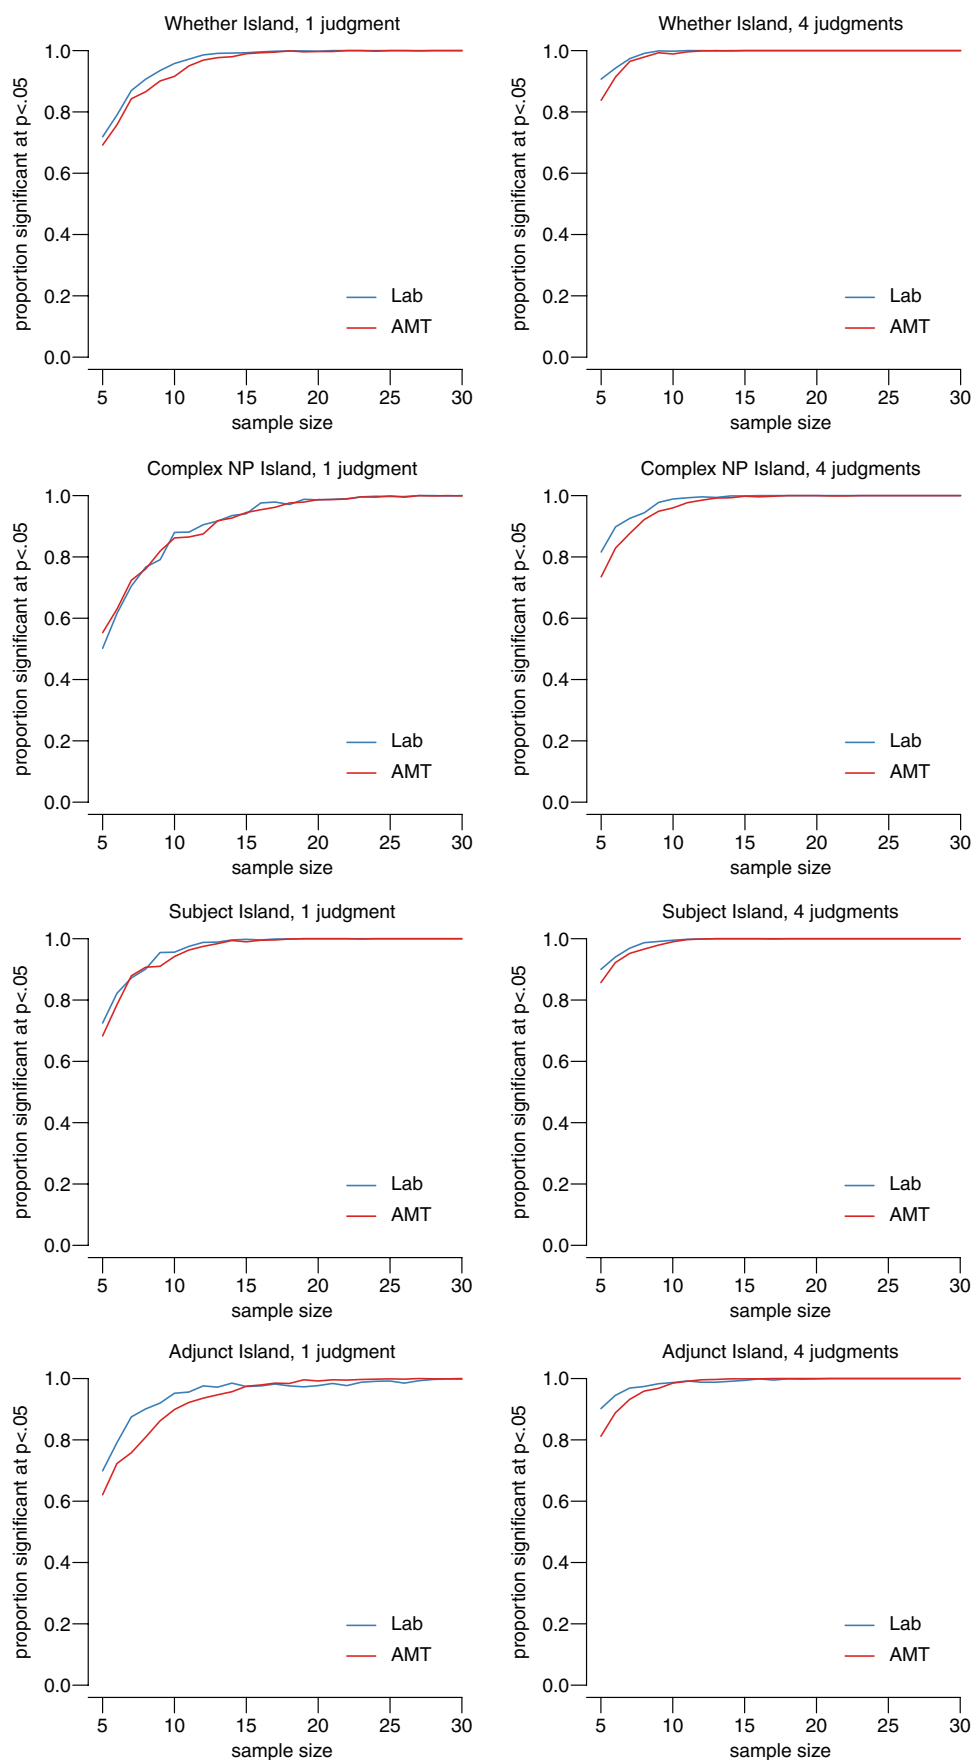 Whether Island, 1 judgment
proportion significant at p<.05
1.0
0.8
0.6
0.4
0.2
0.0
Lab
AMT
5 10 15 20 25 30
sample size
Whether Island, 4 judgments
proportion significant at p<.05
1.0
0.8
0.6
0.4
0.2
0.0
Lab
AMT
5 10 15 20 25 30
sample size
Complex NP Island, 1 judgment
proportion significant at p<.05
1.0
0.8
0.6
0.4
0.2
0.0
Lab
AMT
5 10 15 20 25 30
sample size
Complex NP Island, 4 judgments
proportion significant at p<.05
1.0
0.8
0.6
0.4
0.2
0.0
Lab
AMT
5 10 15 20 25 30
sample size
Subject Island, 1 judgment
proportion significant at p<.05
1.0
0.8
0.6
0.4
0.2
0.0
Lab
AMT
5 10 15 20 25 30
sample size
Subject Island, 4 judgments
proportion significant at p<.05
1.0
0.8
0.6
0.4
0.2
0.0
Lab
AMT
5 10 15 20 25 30
sample size
Adjunct Island, 1 judgment
proportion significant at p<.05
1.0
0.8
0.6
0.4
0.2
0.0
Lab
AMT
5 10 15 20 25 30
sample size
Adjunct Island, 4 judgments
proportion significant at p<.05
1.0
0.8
0.6
0.4
0.2
0.0
Lab
AMT
5 10 15 20 25 30
sample size